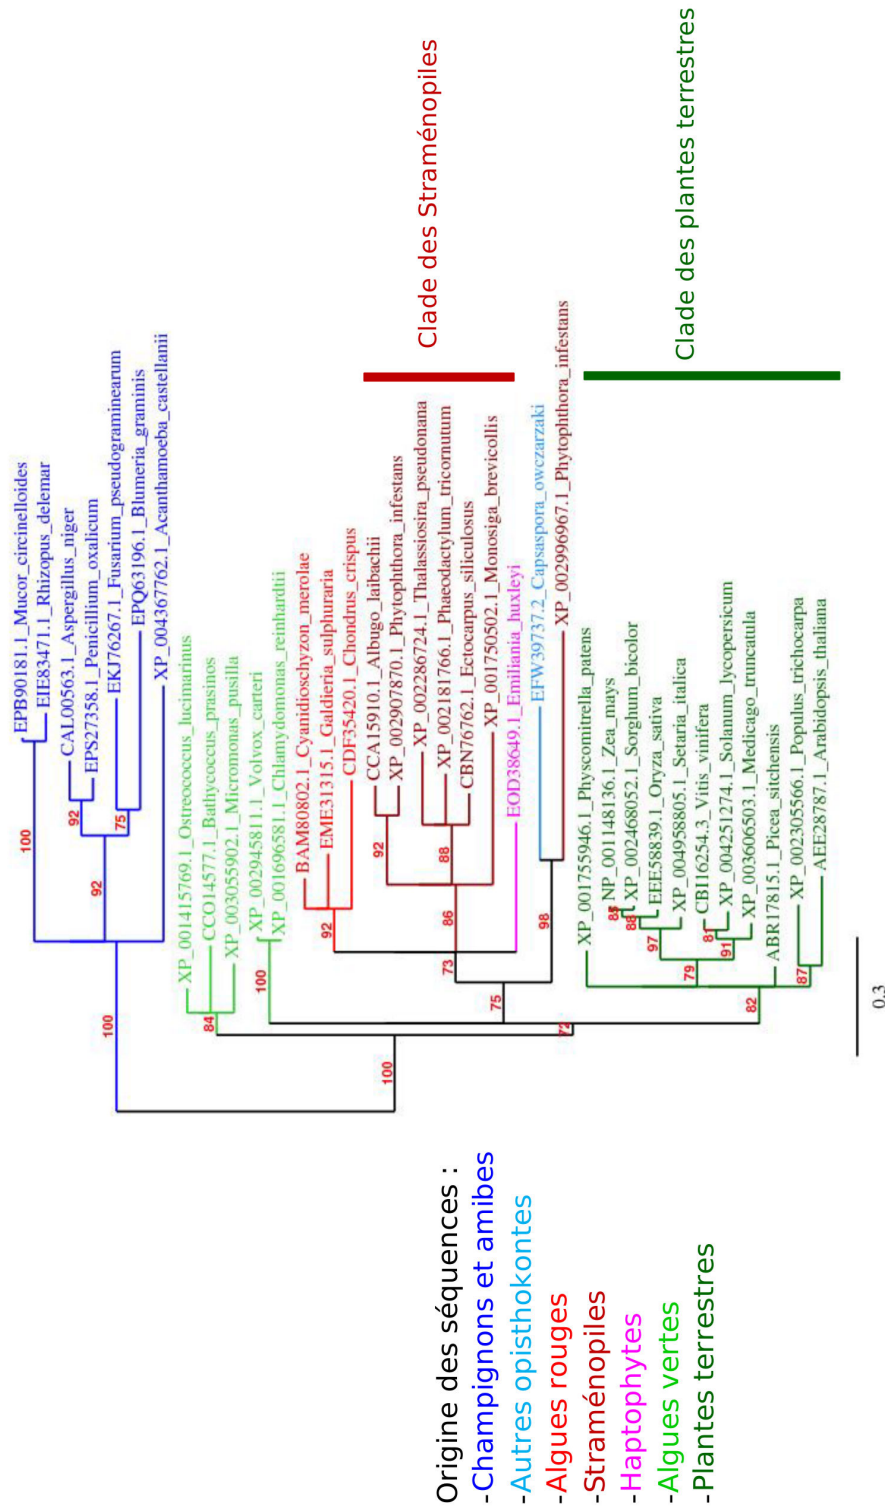 EPB90181.1_Mucor_circinelloides
100
EIE83471.1_Rhizopus_delemar
CAL00563.1_Aspergillus_niger
92
EPS27358.1_Penicillium_oxalicum
92
EKJ76267.1_Fusarium_pseudograminearum
75
EPQ63196.1_Blumeria_graminis
100
XP_004367762.1_Acanthamoeba_castellanii
XP_001415769.1_Ostreococcus_lucimarinus
84
CCO14577.1_Bathycoccus_prasinos
XP_003055902.1_Micromonas_pusilla
XP_002945811.1_Volvox_carteri
100
XP_001696581.1_Chlamydomonas_reinhardtii
100
BAM80802.1_Cyanidioschyzon_merolae
92
EME31315.1_Galdieria_sulphuraria
CDF35420.1_Chondrus_crispus
CCA15910.1_Albugo_laibachii
92
XP_002907870.1_Phytophthora_infestans
XP_002286724.1_Thalassiosira_pseudonana
88
XP_002181766.1_Phaeodactylum_tricornutum
86
CBN76762.1_Ectocarpus_siliculosus
73
XP_001750502.1_Monosiga_brevicollis
EOD38649.1_Emiliania_huxleyi
75
EFW39737.2_Capsaspora_owczarzaki
98
XP_002996967.1_Phytophthora_infestans
72
XP_001755946.1_Physcomitrella_patens
NP_001148136.1_Zea_mays
85
XP_002468052.1_Sorghum_bicolor
88
EEE58839.1_Oryza_sativa
97
XP_004958805.1_Setaria_italica
79
CBI16254.3_Vitis_vinifera
81
XP_004251274.1_Solanum_lycopersicum
91
XP_003606503.1_Medicago_truncatula
82
ABR17815.1_Picea_sitchensis
XP_002305566.1_Populus_trichocarpa
87
AEE28787.1_Arabidopsis_thaliana
0.3
Clade des Straménopiles
Clade des plantes terrestres
Origine des séquences :
-Champignons et amibes
-Autres opisthokontes
-Algues rouges
-Straménopiles
-Haptophytes
-Algues vertes
-Plantes terrestres